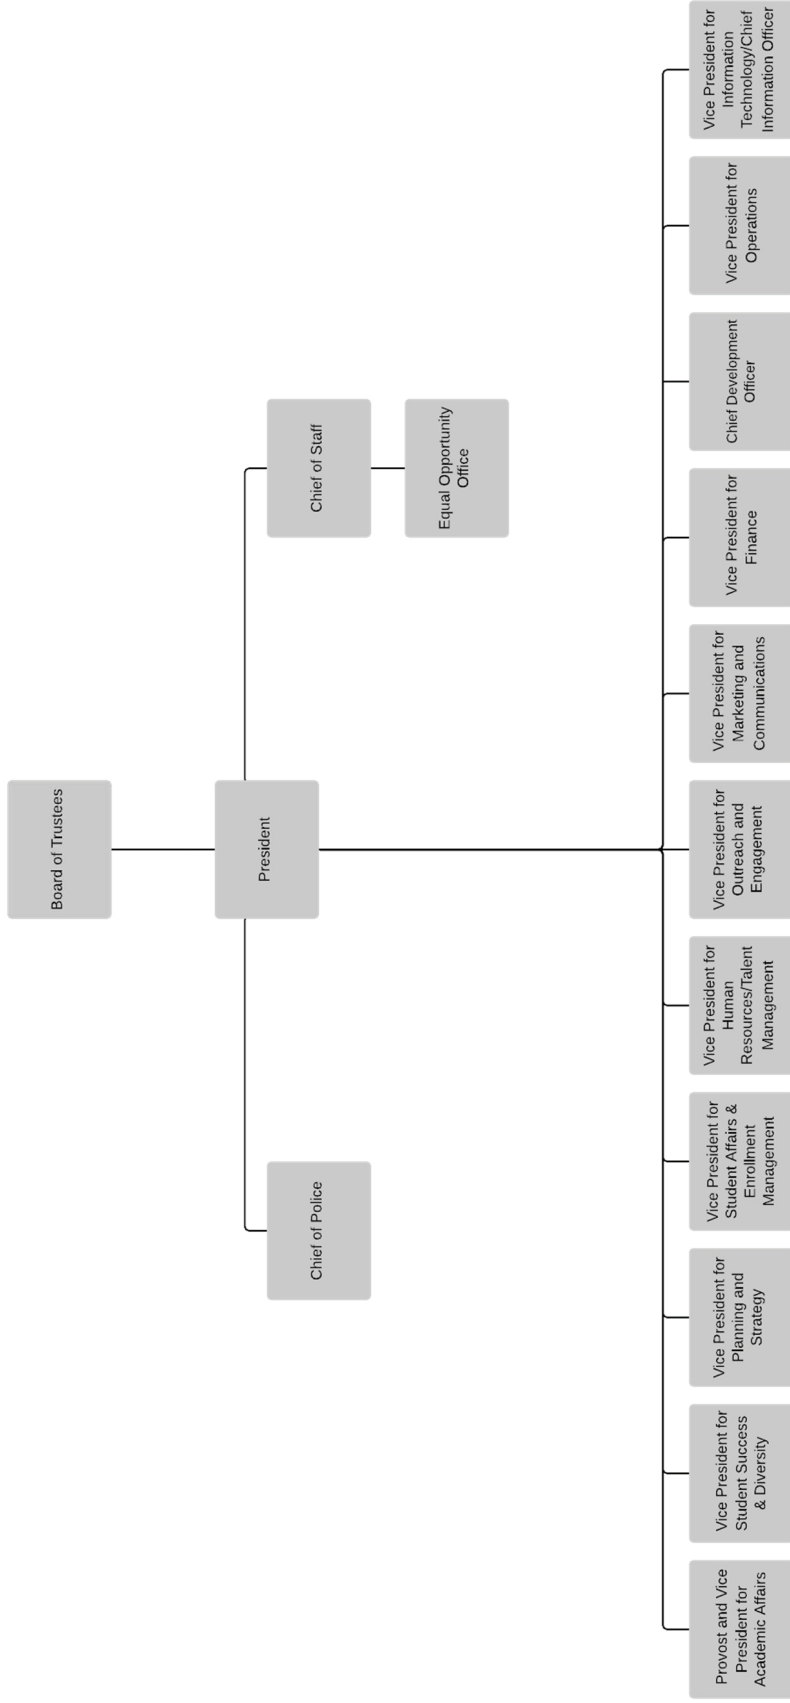 Board of Trustees
President
Chief of Police
Chief of Staff
Equal Opportunity
Office
Provost and Vice
President for
Academic Affairs
Vice President for
Student Success
& Diversity
Vice President for
Planning and
Strategy
Vice President for
Student Affairs &
Enrollment
Management
Vice President for
Human
Resources/Talent
Management
Vice President for
Outreach and
Engagement
Vice President for
Marketing and
Communications
Vice President for
Finance
Chief Development
Officer
Vice President for
Operations
Vice President for
Information
Technology/Chief
Information Officer